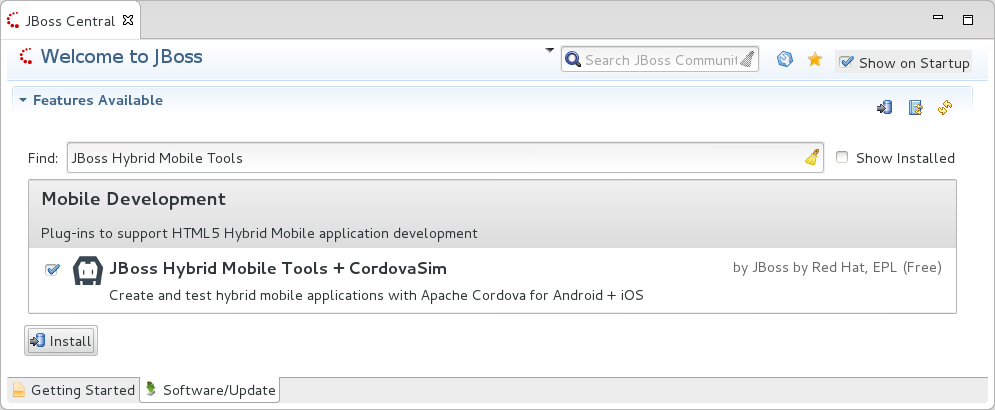 JBoss Central
Welcome to JBoss
Search JBoss Communit
Show on Startup
Features Available
Find: JBoss Hybrid Mobile Tools
Show Installed
Mobile Development
Plug-ins to support HTML5 Hybrid Mobile application development
JBoss Hybrid Mobile Tools + CordovaSim
by JBoss by Red Hat, EPL (Free)
Create and test hybrid mobile applications with Apache Cordova for Android + iOS
Install
Getting Started
Software/Update